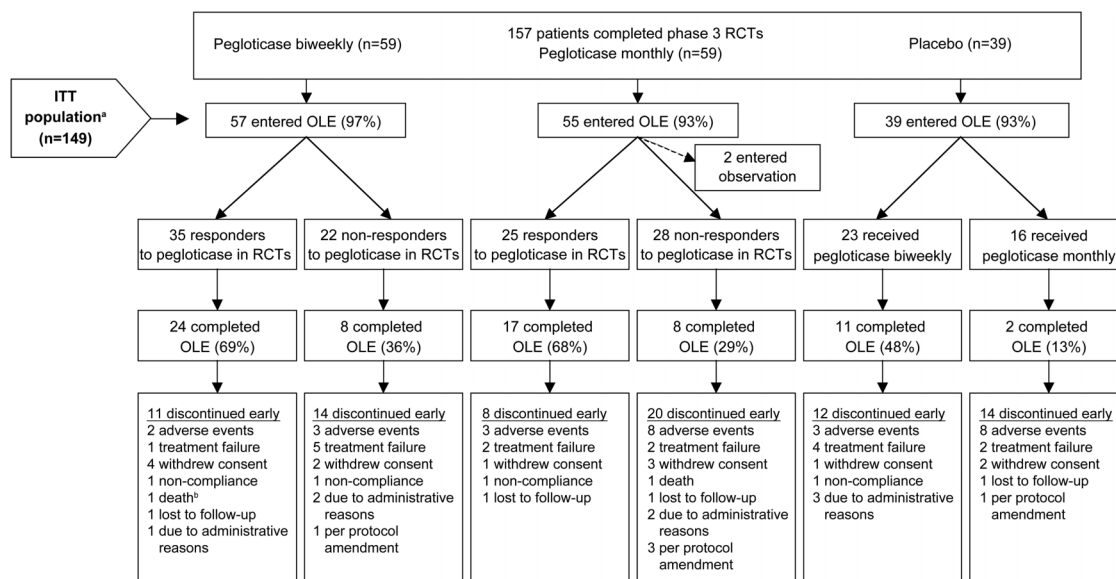 157 patients completed phase 3 RCTs
Pegloticase biweekly (n=59)
Pegloticase monthly (n=59)
Placebo (n=39)
ITT
populationᵃ
(n=149)
57 entered OLE (97%)
55 entered OLE (93%)
39 entered OLE (93%)
2 entered
observation
35 responders
to pegloticase in RCTs
22 non-responders
to pegloticase in RCTs
25 responders
to pegloticase in RCTs
28 non-responders
to pegloticase in RCTs
23 received
pegloticase biweekly
16 received
pegloticase monthly
24 completed
OLE (69%)
8 completed
OLE (36%)
17 completed
OLE (68%)
8 completed
OLE (29%)
11 completed
OLE (48%)
2 completed
OLE (13%)
11 discontinued early
2 adverse events
1 treatment failure
4 withdrew consent
1 non-compliance
1 deathᵇ
1 lost to follow-up
1 due to administrative
reasons
14 discontinued early
3 adverse events
5 treatment failure
2 withdrew consent
1 non-compliance
2 due to administrative
reasons
1 per protocol
amendment
8 discontinued early
3 adverse events
2 treatment failure
1 withdrew consent
1 non-compliance
1 lost to follow-up
20 discontinued early
8 adverse events
2 treatment failure
3 withdrew consent
1 death
1 lost to follow-up
2 due to administrative
reasons
3 per protocol
amendment
12 discontinued early
3 adverse events
4 treatment failure
1 withdrew consent
1 non-compliance
3 due to administrative
reasons
14 discontinued early
8 adverse events
2 treatment failure
2 withdrew consent
1 lost to follow-up
1 per protocol
amendment